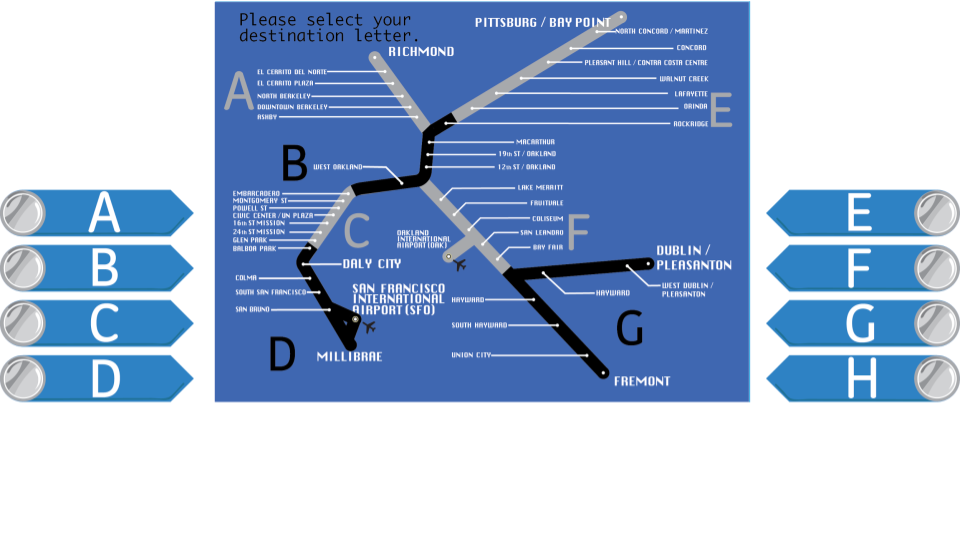 Please select your
destination letter.
PITTSBURG / BAY POINT
NORTH CONCORD / MARTINEZ
CONCORD
PLEASANT HILL / CONTRA COSTA CENTRE
WALNUT CREEK
LAFAYETTE
ORINDA
ROCKRIDGE
E
RICHMOND
A
EL CERRITO DEL NORTE
EL CERRITO PLAZA
NORTH BERKELEY
DOWNTOWN BERKELEY
ASHBY
B
MACARTHUR
19th ST / OAKLAND
12th ST / OAKLAND
WEST OAKLAND
LAKE MERRITT
FRUITVALE
COLISEUM
SAN LEANDRO
BAY FAIR
F
EMBARCADERO
MONTGOMERY ST
POWELL ST
CIVIC CENTER / UN PLAZA
16th ST MISSION
24th ST MISSION
GLEN PARK
BALBOA PARK
C
OAKLAND
INTERNATIONAL
AIRPORT(OAK)
DALY CITY
COLMA
SOUTH SAN FRANCISCO
SAN BRUNO
SAN FRANCISCO
INTERNATIONAL
AIRPORT (SFO)
D
MILLIBRAE
DUBLIN /
PLEASANTON
WEST DUBLIN /
PLEASANTON
HAYWARD
HAYWARD
SOUTH HAYWARD
UNION CITY
G
FREMONT
A
B
C
D
E
F
G
H